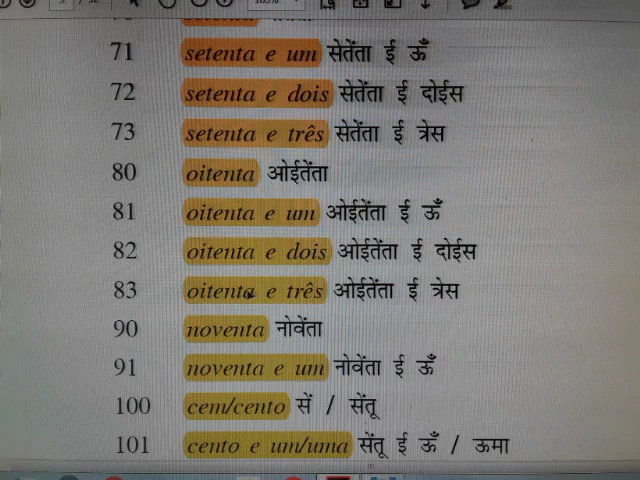 71 setenta e um सेतेंता ई ऊँ
72 setenta e dois सेतेंता ई दोईस
73 setenta e três सेतेंता ई त्रेस
80 oitenta ओईतेंता
81 oitenta e um ओईतेंता ई ऊँ
82 oitenta e dois ओईतेंता ई दोईस
83 oitenta e três ओईतेंता ई त्रेस
90 noventa नोवेंता
91 noventa e um नोवेंता ई ऊँ
100 cem/cento सें / सेंतू
101 cento e um/uma सेंतू ई ऊँ / ऊमा